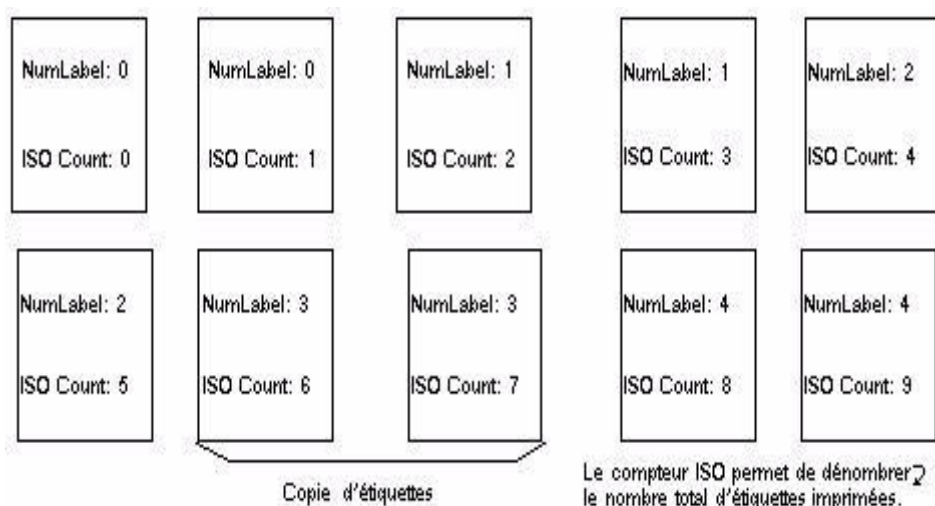 NumLabel: 0
ISO Count: 0
NumLabel: 0
ISO Count: 1
NumLabel: 1
ISO Count: 2
NumLabel: 1
ISO Count: 3
NumLabel: 2
ISO Count: 4
NumLabel: 2
ISO Count: 5
NumLabel: 3
ISO Count: 6
NumLabel: 3
ISO Count: 7
NumLabel: 4
ISO Count: 8
NumLabel: 4
ISO Count: 9
Copie d'étiquettes
Le compteur ISO permet de dénombrer
le nombre total d'étiquettes imprimées.